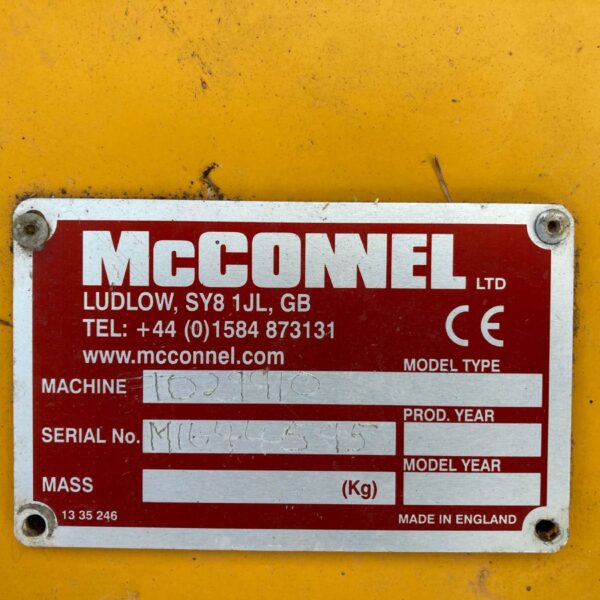 McCONNEL LTD
LUDLOW, SY8 1JL, GB
TEL: +44 (0)1584 873131
www.mcconnel.com
CE
MODEL TYPE
MACHINE
PROD. YEAR
SERIAL No.
MODEL YEAR
MASS (Kg)
13 35 246
MADE IN ENGLAND